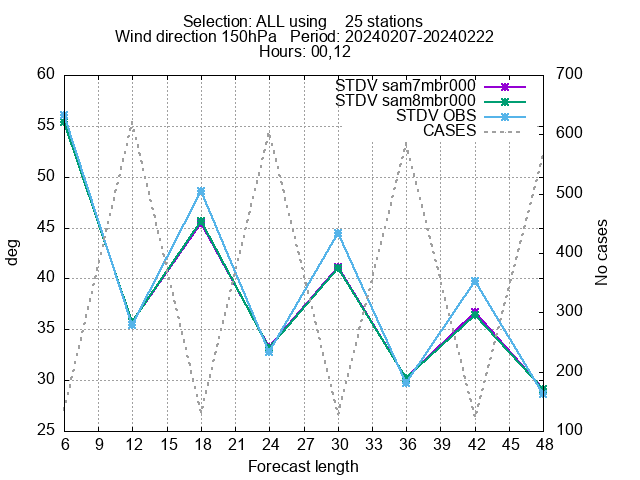 Selection: ALL using    25 stations
Wind direction 150hPa   Period: 20240207-20240222
Hours: 00,12
60
55
50
45
40
35
30
25
deg
STDV sam7mbr000
STDV sam8mbr000
STDV OBS
CASES
700
600
500
400
300
200
100
No cases
6 9 12 15 18 21 24 27 30 33 36 39 42 45 48
Forecast length